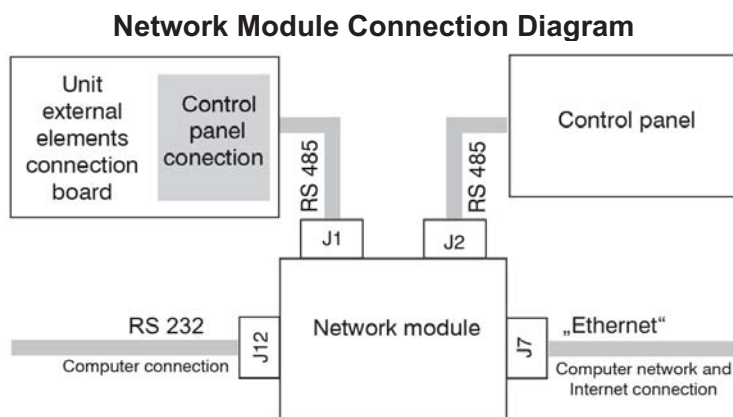 Network Module Connection Diagram
Unit
external
elements
connection
board
Control
panel
conection
RS 485
RS 485
Control panel
J1
J2
RS 232
J12
Network module
J7
„Ethernet“
Computer connection
Computer network and
Internet connection